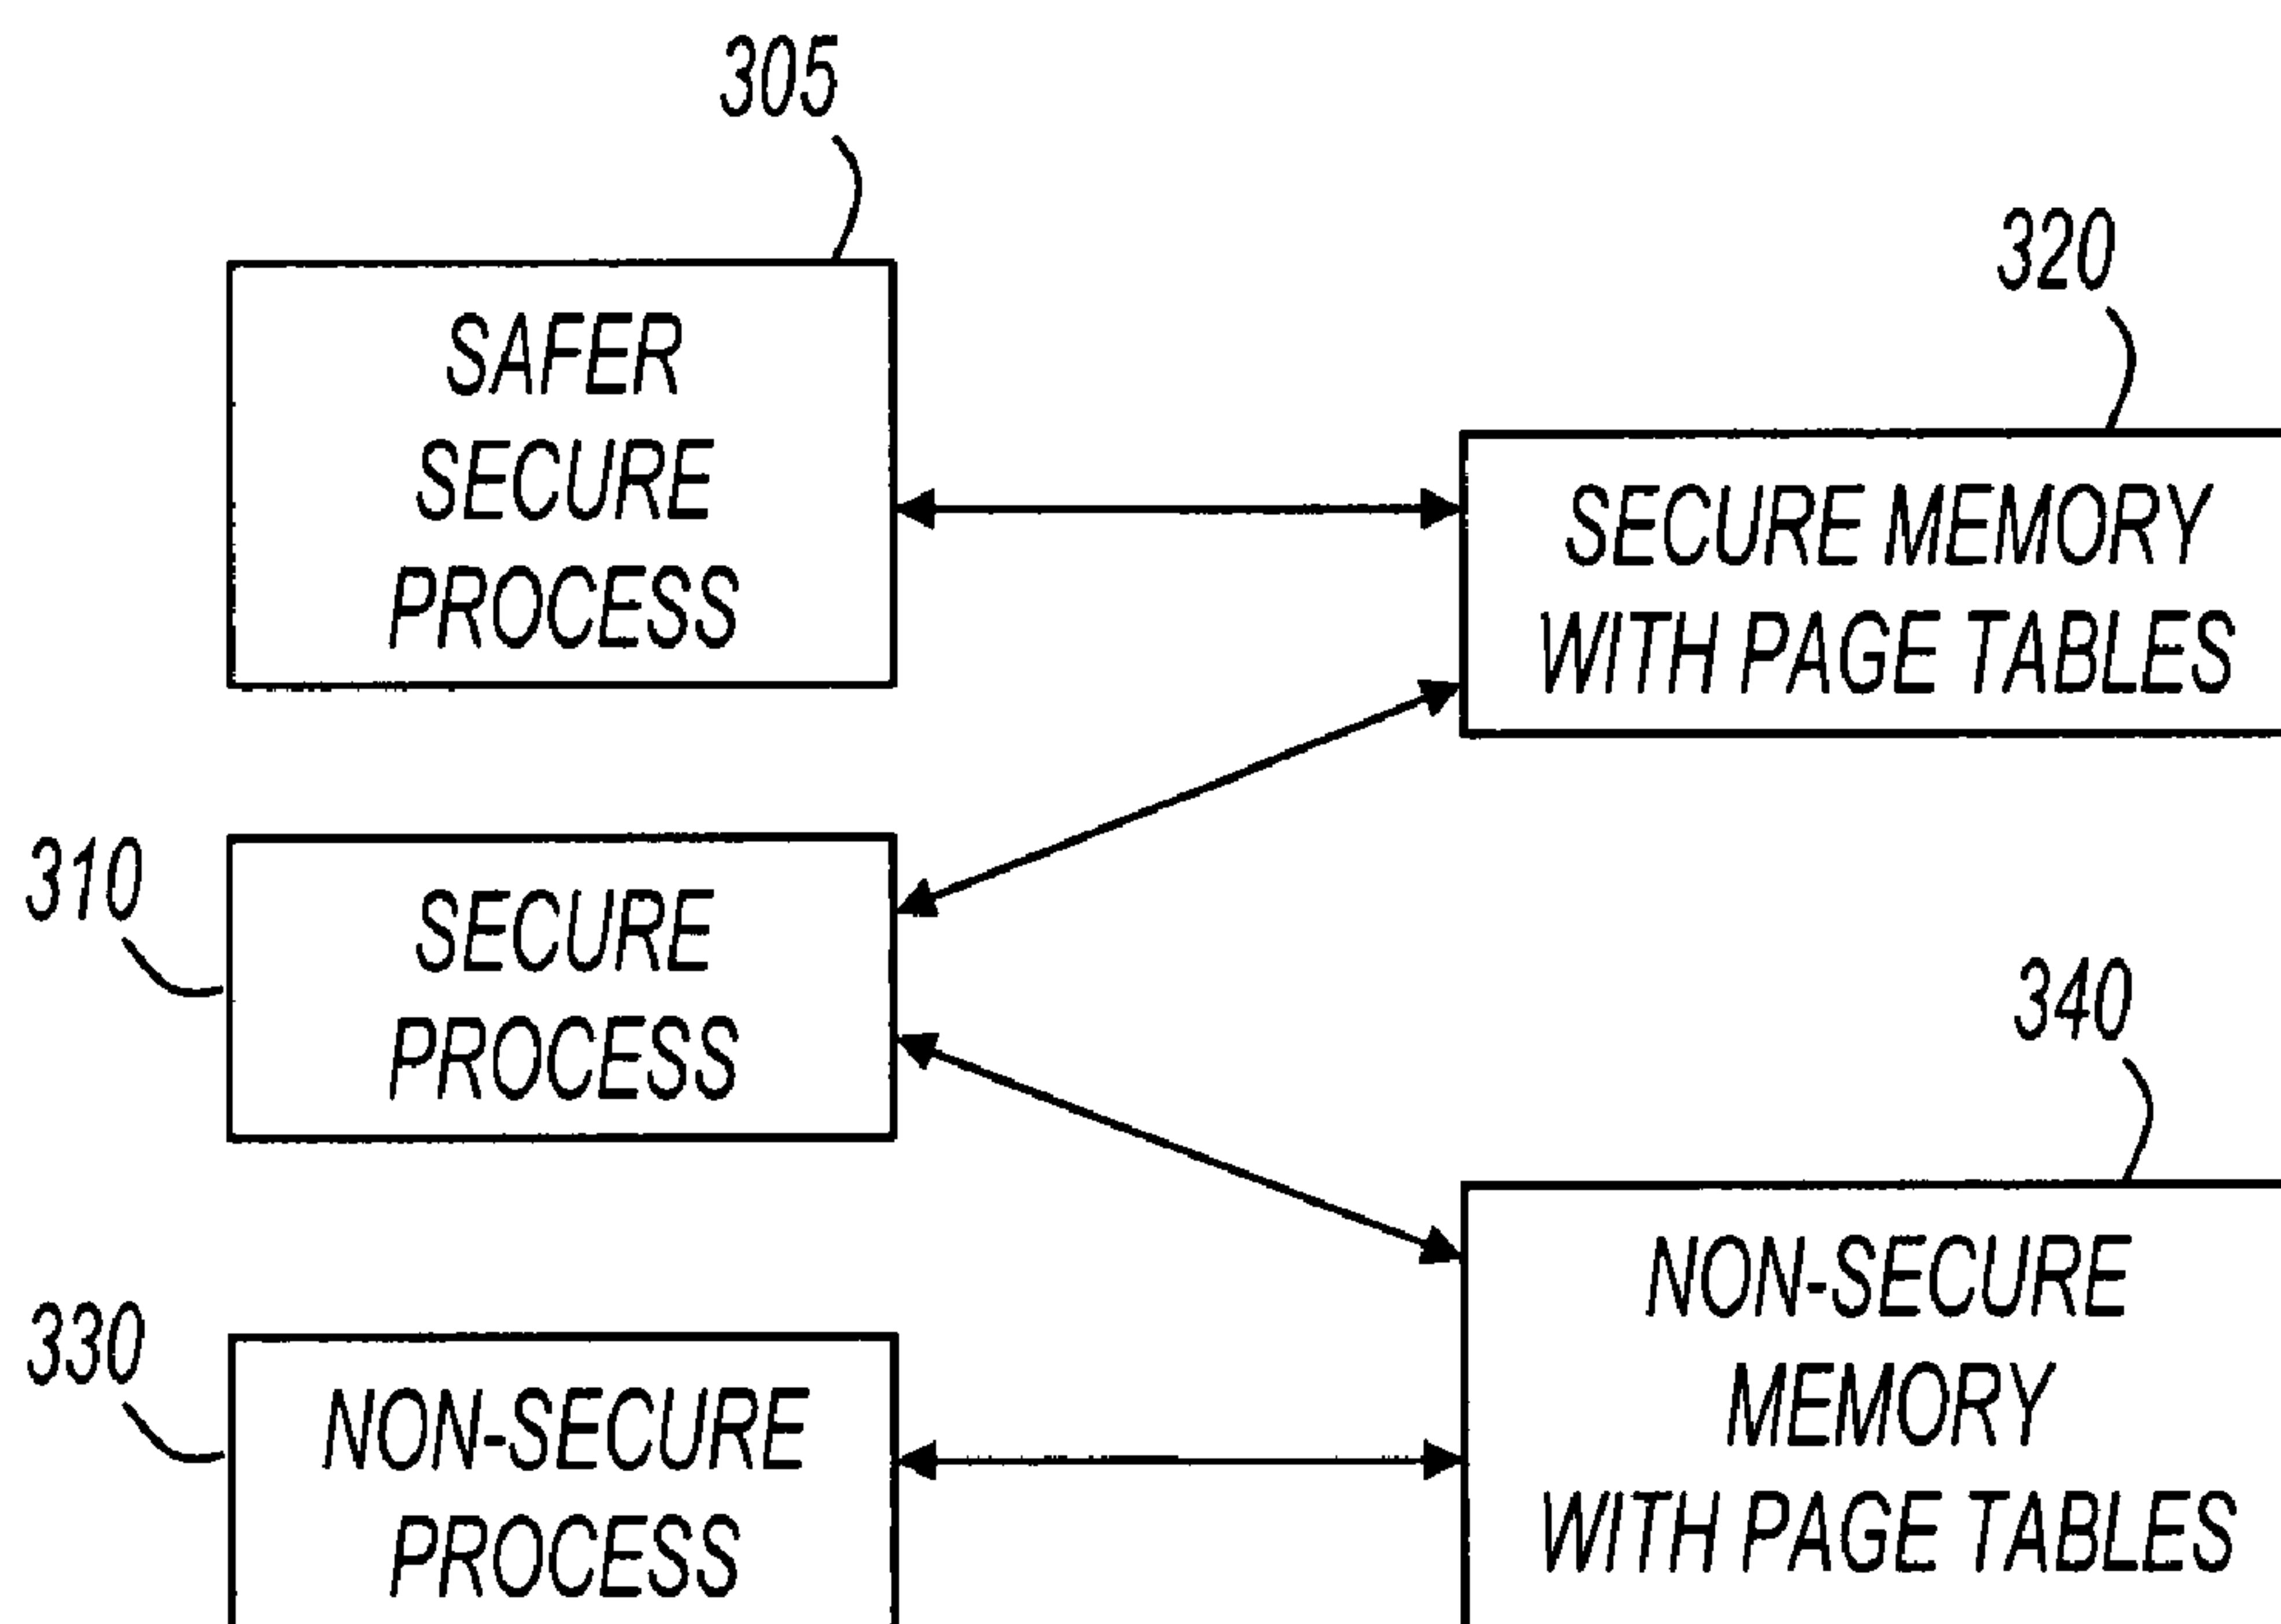 305
SAFER
SECURE
PROCESS
320
SECURE MEMORY
WITH PAGE TABLES
310
SECURE
PROCESS
340
NON-SECURE
MEMORY
WITH PAGE TABLES
330
NON-SECURE
PROCESS